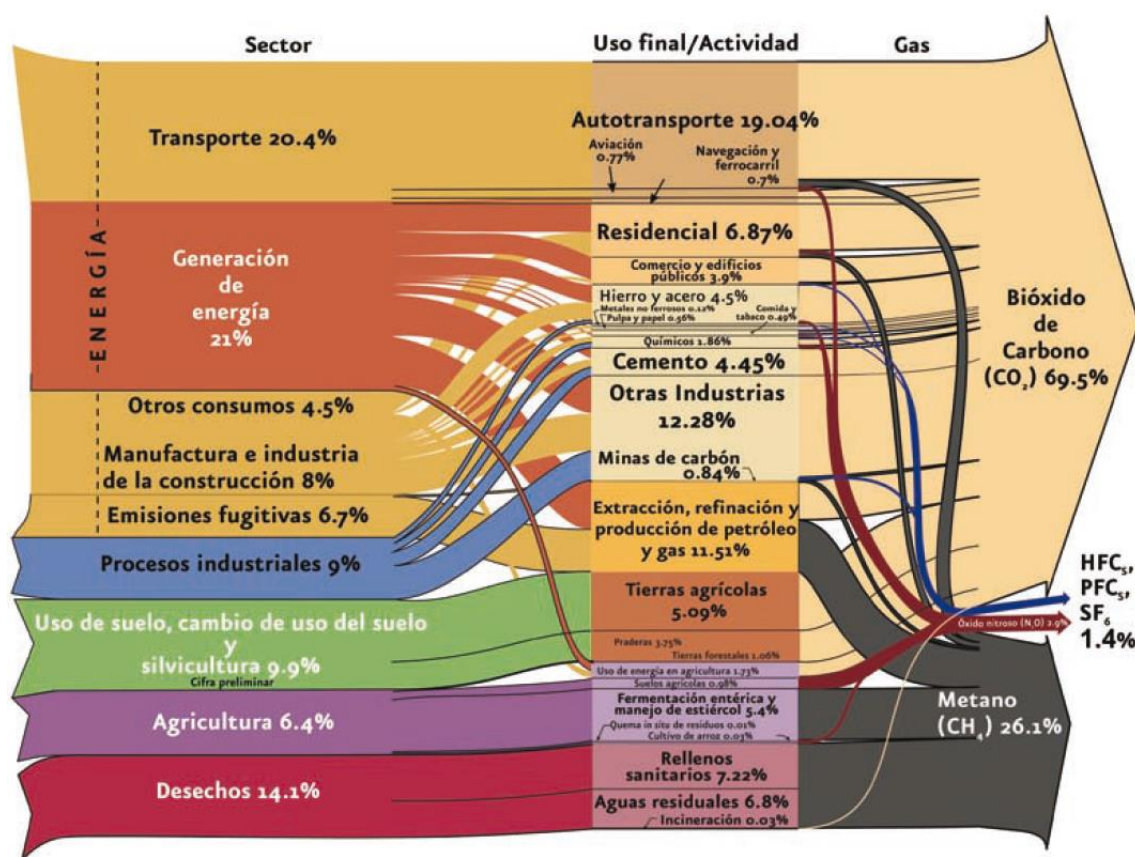 Sector
Uso final/Actividad
Gas
ENERGÍA
Transporte 20.4%
Generación
de
energía
21%
Otros consumos 4.5%
Manufactura e industria
de la construcción 8%
Emisiones fugitivas 6.7%
Procesos industriales 9%
Uso de suelo, cambio de uso del suelo
y
silvicultura 9.9%
Cifra preliminar
Agricultura 6.4%
Desechos 14.1%
Autotransporte 19.04%
Aviación
0.77%
Navegación y
ferrocarril
0.7%
Residencial 6.87%
Comercio y edificios
públicos 3.9%
Hierro y acero 4.5%
Metales no ferrosos 0.12%
Pulpa y papel 0.56%
Comida y
tabaco 0.49%
Químicos 1.86%
Cemento 4.45%
Otras Industrias
12.28%
Minas de carbón
0.84%
Extracción, refinación y
producción de petróleo
y gas 11.51%
Tierras agrícolas
5.09%
Praderas 3.75%
Tierras forestales 1.06%
Uso de energía en agricultura 1.73%
Suelos agrícolas 0.98%
Fermentación entérica y
manejo de estiércol 5.4%
Quema in situ de residuos 0.01%
Cultivo de arroz 0.03%
Rellenos
sanitarios 7.22%
Aguas residuales 6.8%
Incineración 0.03%
Bióxido
de
Carbono
(CO₂) 69.5%
HFCs,
PFCs,
SF₆
1.4%
Óxido nitroso (N₂O) 2.9%
Metano
(CH₄) 26.1%